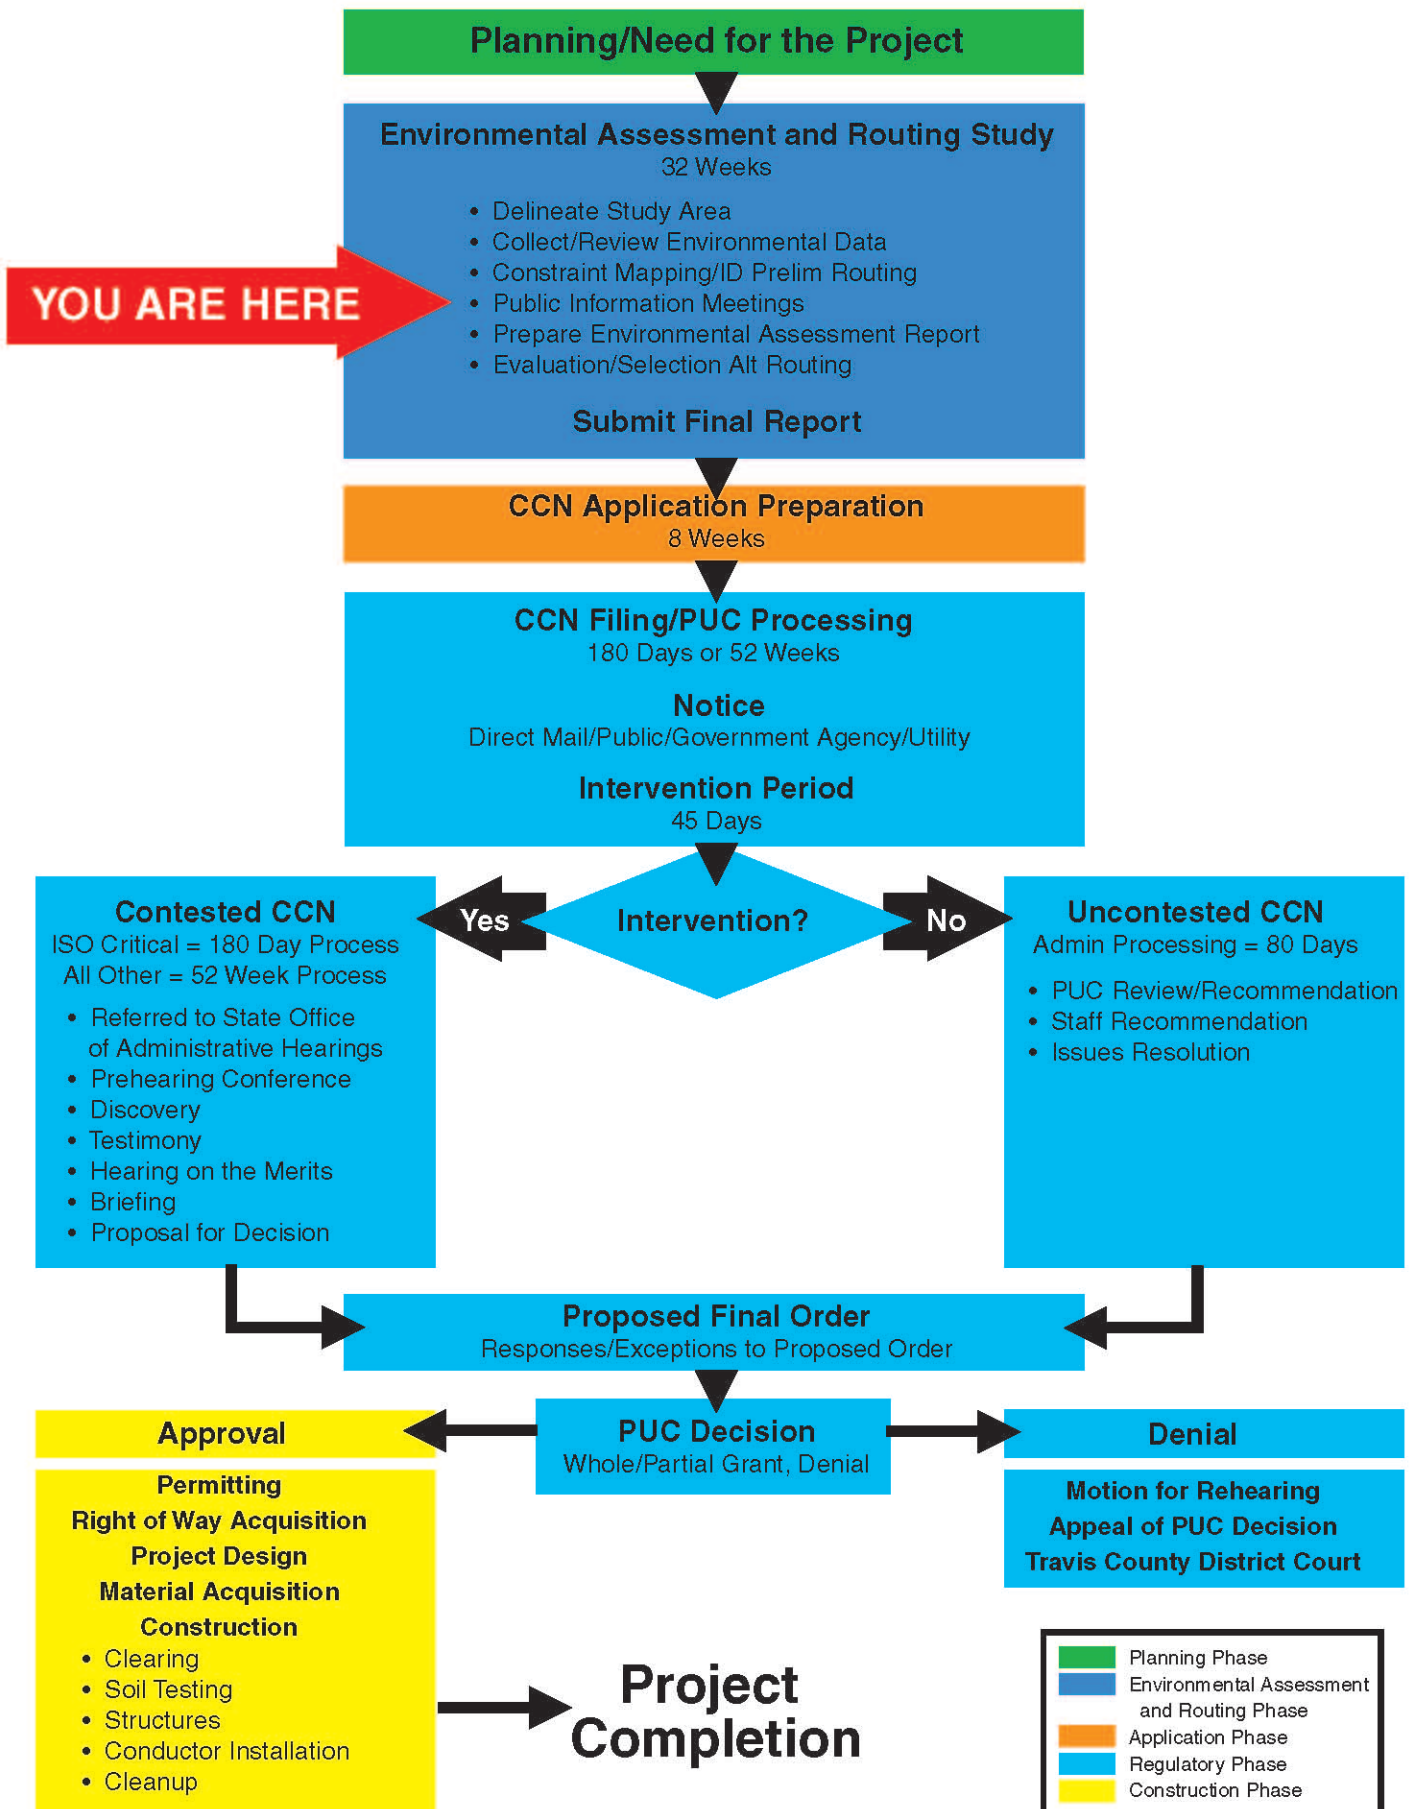 Planning/Need for the Project
Environmental Assessment and Routing Study
32 Weeks
• Delineate Study Area
• Collect/Review Environmental Data
• Constraint Mapping/ID Prelim Routing
• Public Information Meetings
• Prepare Environmental Assessment Report
• Evaluation/Selection Alt Routing
Submit Final Report
YOU ARE HERE
CCN Application Preparation
8 Weeks
CCN Filing/PUC Processing
180 Days or 52 Weeks
Notice
Direct Mail/Public/Government Agency/Utility
Intervention Period
45 Days
Intervention?
Yes
No
Contested CCN
ISO Critical = 180 Day Process
All Other = 52 Week Process
• Referred to State Office
of Administrative Hearings
• Prehearing Conference
• Discovery
• Testimony
• Hearing on the Merits
• Briefing
• Proposal for Decision
Uncontested CCN
Admin Processing = 80 Days
• PUC Review/Recommendation
• Staff Recommendation
• Issues Resolution
Proposed Final Order
Responses/Exceptions to Proposed Order
PUC Decision
Whole/Partial Grant, Denial
Approval
Permitting
Right of Way Acquisition
Project Design
Material Acquisition
Construction
• Clearing
• Soil Testing
• Structures
• Conductor Installation
• Cleanup
Denial
Motion for Rehearing
Appeal of PUC Decision
Travis County District Court
Project
Completion
Planning Phase
Environmental Assessment
and Routing Phase
Application Phase
Regulatory Phase
Construction Phase